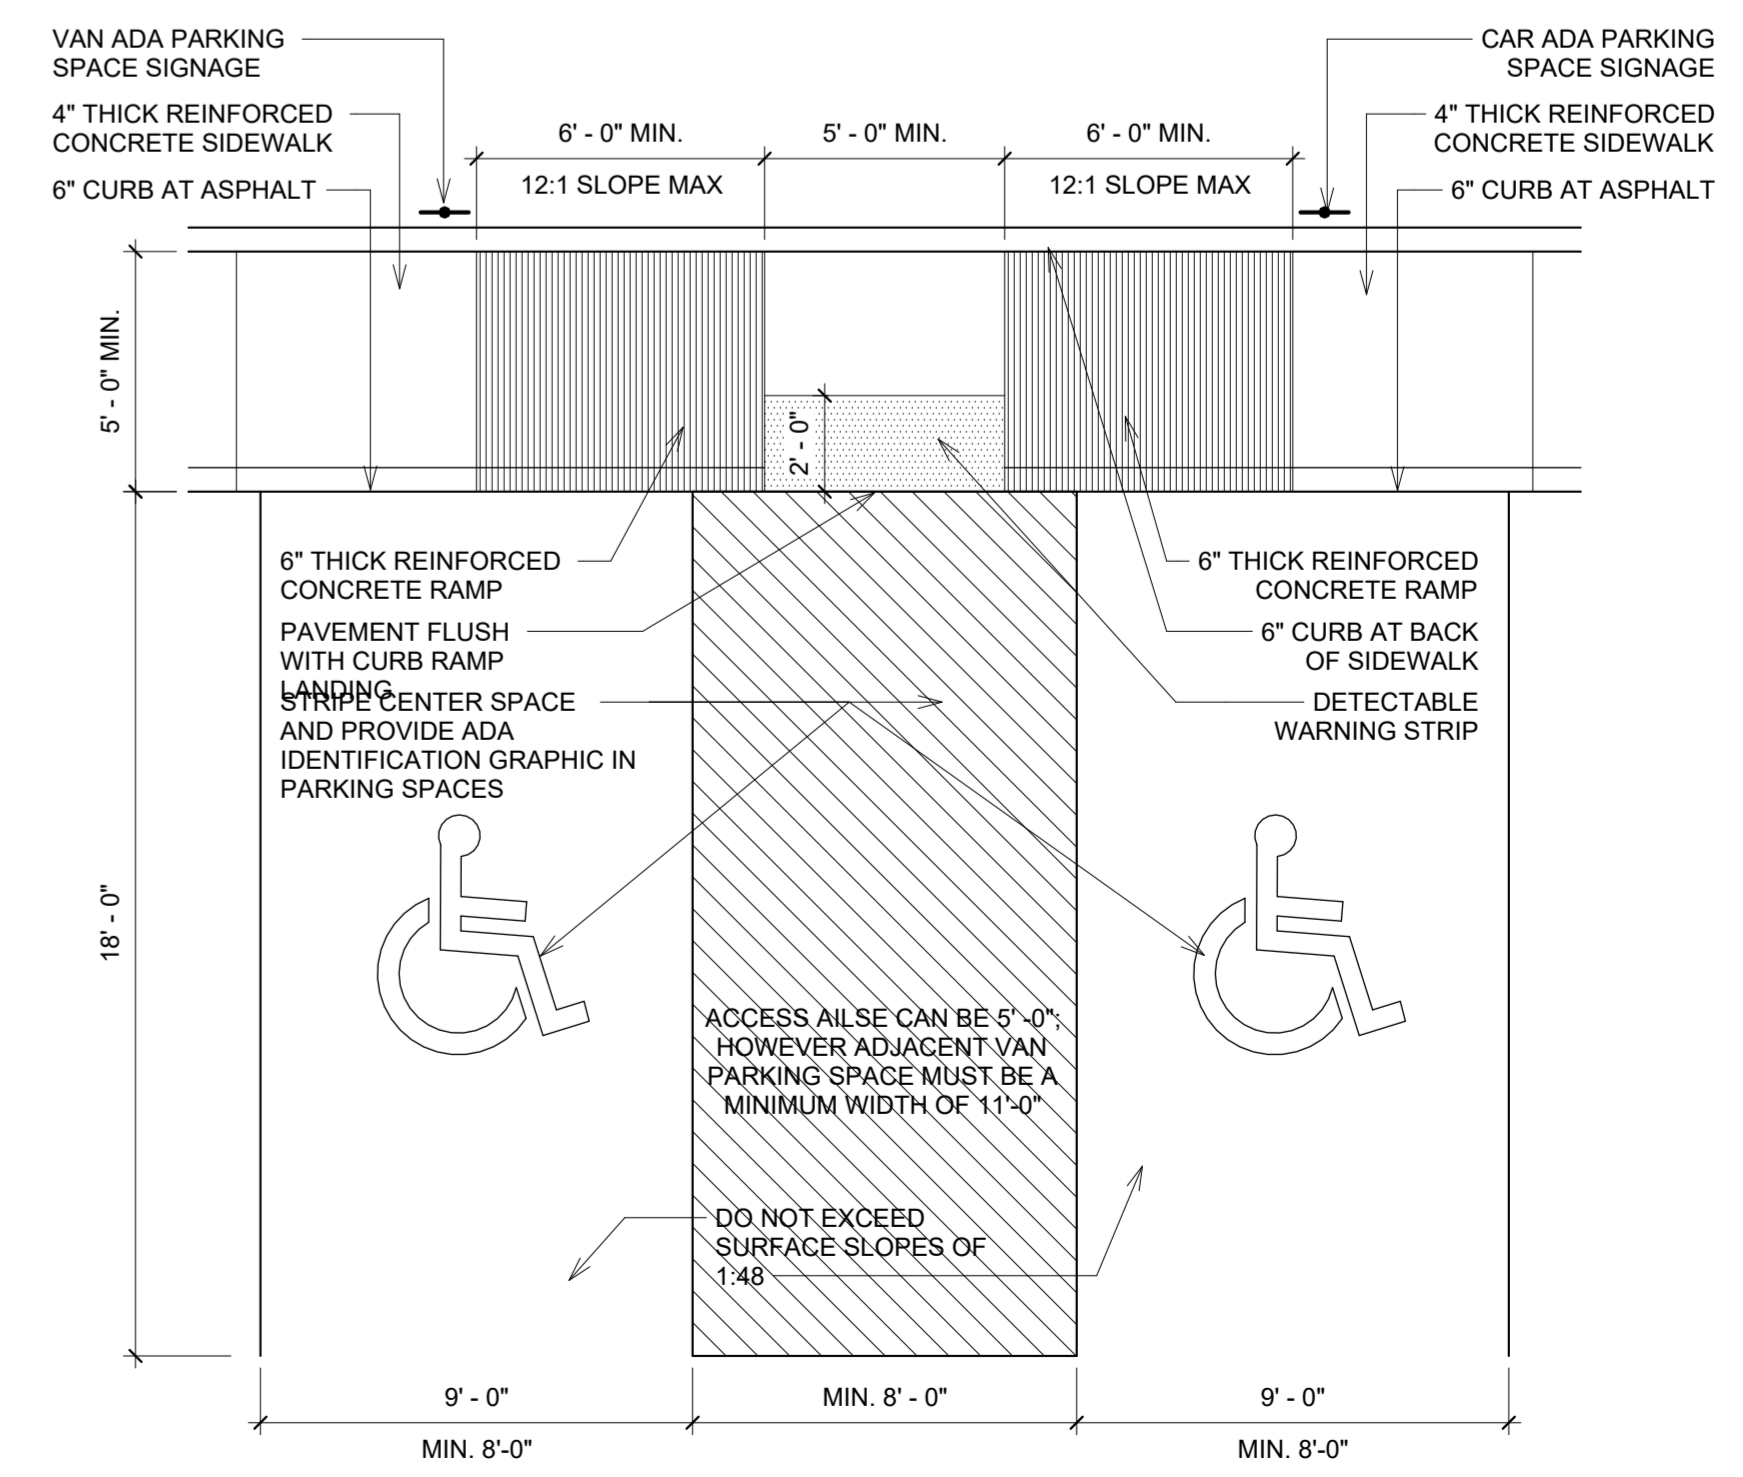 VAN ADA PARKING
SPACE SIGNAGE
4" THICK REINFORCED
CONCRETE SIDEWALK
6" CURB AT ASPHALT
6' - 0" MIN.
12:1 SLOPE MAX
5' - 0" MIN.
6' - 0" MIN.
12:1 SLOPE MAX
CAR ADA PARKING
SPACE SIGNAGE
4" THICK REINFORCED
CONCRETE SIDEWALK
6" CURB AT ASPHALT
5' - 0" MIN.
2' - 0"
6" THICK REINFORCED
CONCRETE RAMP
PAVEMENT FLUSH
WITH CURB RAMP
LANDING
STRIPE CENTER SPACE
AND PROVIDE ADA
IDENTIFICATION GRAPHIC IN
PARKING SPACES
6" THICK REINFORCED
CONCRETE RAMP
6" CURB AT BACK
OF SIDEWALK
DETECTABLE
WARNING STRIP
18' - 0"
ACCESS AILSE CAN BE 5' -0";
HOWEVER ADJACENT VAN
PARKING SPACE MUST BE A
MINIMUM WIDTH OF 11'-0"
DO NOT EXCEED
SURFACE SLOPES OF
1:48
9' - 0"
MIN. 8'-0"
MIN. 8' - 0"
9' - 0"
MIN. 8'-0"